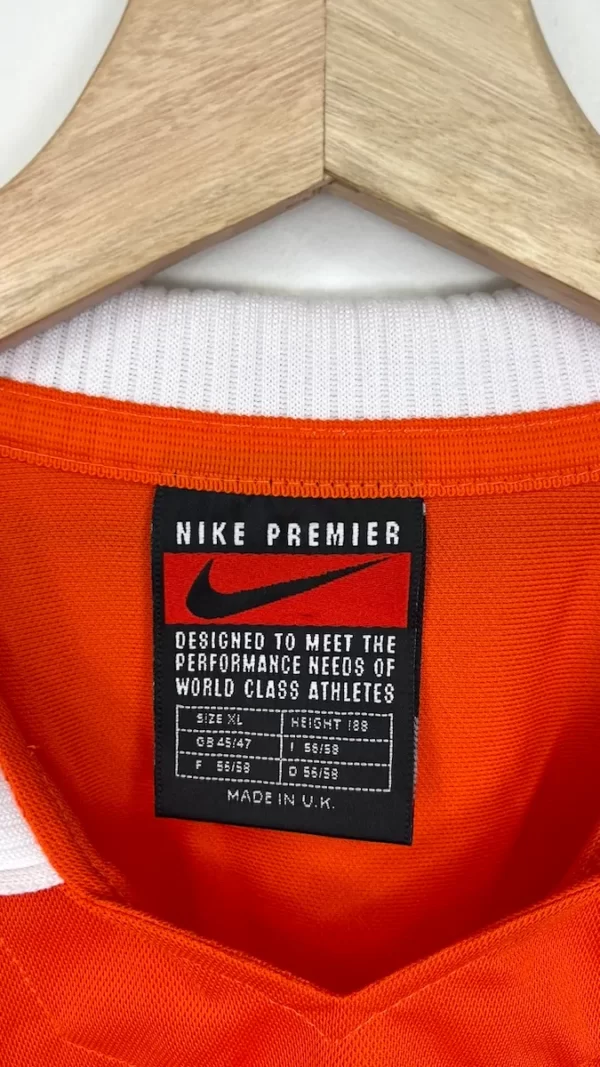 NIKE PREMIER
DESIGNED TO MEET THE
PERFORMANCE NEEDS OF
WORLD CLASS ATHLETES
SIZE XL HEIGHT 188
GB 45/47 I 56/58
F 56/58 D 56/58
MADE IN U.K.